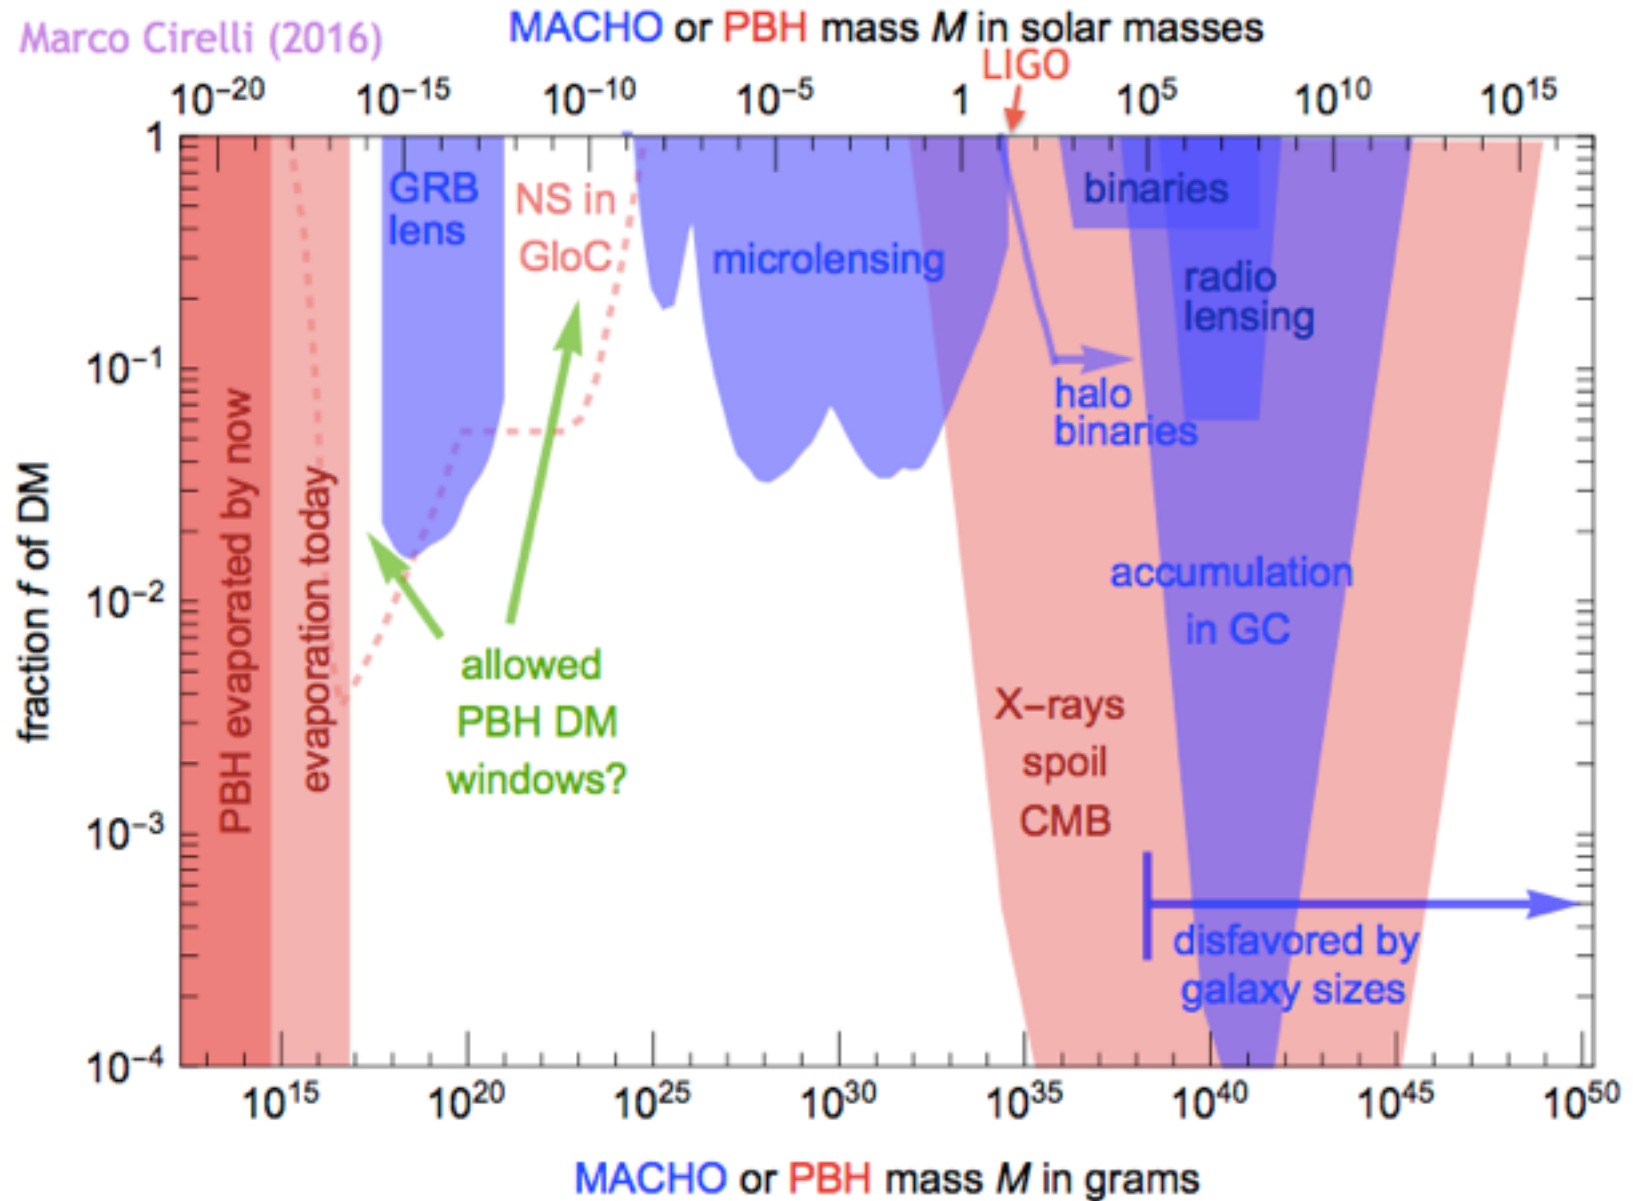 Marco Cirelli (2016)
MACHO or PBH mass M in solar masses
LIGO
10⁻²⁰ 10⁻¹⁵ 10⁻¹⁰ 10⁻⁵ 1 10⁵ 10¹⁰ 10¹⁵
1
10⁻¹
10⁻²
10⁻³
10⁻⁴
fraction f of DM
PBH evaporated by now
evaporation today
GRB
lens
NS in
GloC
microlensing
binaries
radio
lensing
halo
binaries
accumulation
in GC
allowed
PBH DM
windows?
X–rays
spoil
CMB
disfavored by
galaxy sizes
10¹⁵ 10²⁰ 10²⁵ 10³⁰ 10³⁵ 10⁴⁰ 10⁴⁵ 10⁵⁰
MACHO or PBH mass M in grams